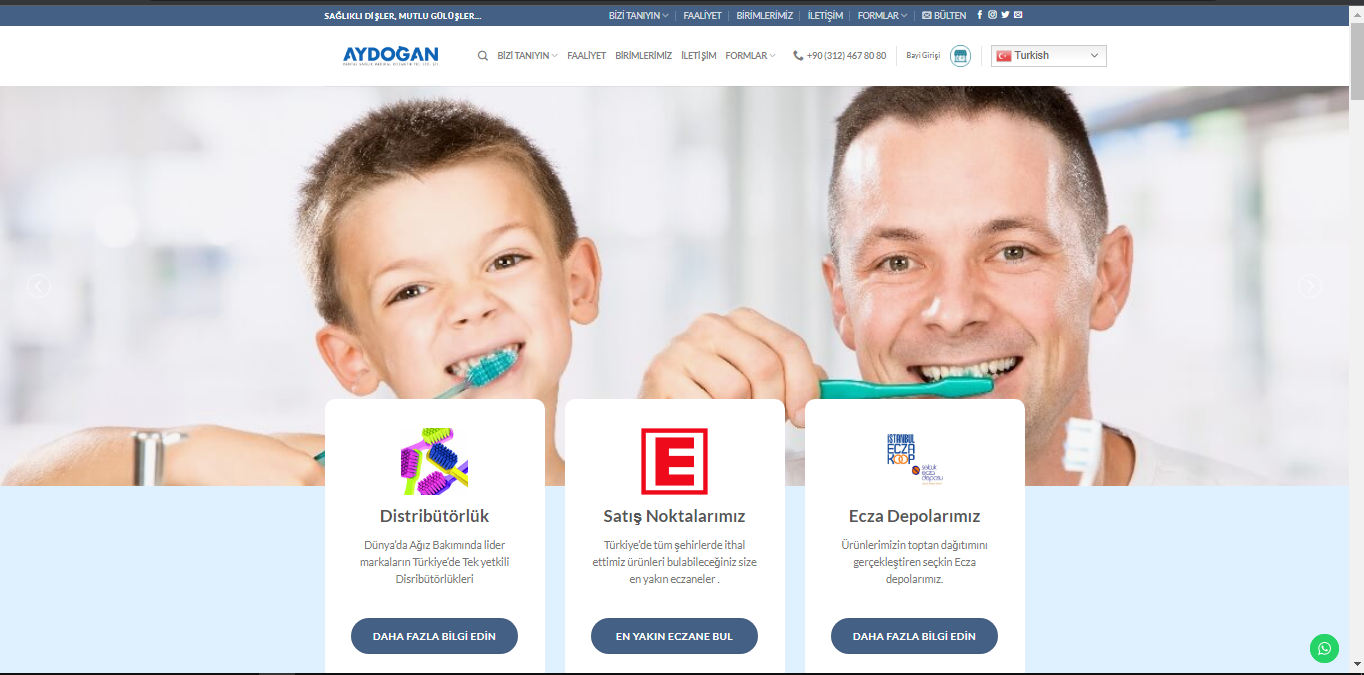 SAĞLIKLI DİŞLER, MUTLU GÜLÜŞLER...
BİZİ TANIYIN
FAALİYET
BİRİMLERİMİZ
İLETİŞİM
FORMLAR
BÜLTEN
AYDOĞAN
BİZİ TANIYIN
FAALİYET
BİRİMLERİMİZ
İLETİŞİM
FORMLAR
+90 (312) 467 80 80
Bayi Girişi
Turkish
İSTANBUL
ECZA
KOOP
selçuk
ecza
deposu
E
Distribütörlük
Dünya'da Ağız Bakımında lider
markaların Türkiye'de Tek yetkili
Disribütörlükleri
DAHA FAZLA BİLGİ EDİN
Satış Noktalarımız
Türkiye'de tüm şehirlerde ithal
ettimiz ürünleri bulabileceğiniz size
en yakın eczaneler .
EN YAKIN ECZANE BUL
Ecza Depolarımız
Ürünlerimizin toptan dağıtımını
gerçekleştiren seçkin Ecza
depolarımız.
DAHA FAZLA BİLGİ EDİN